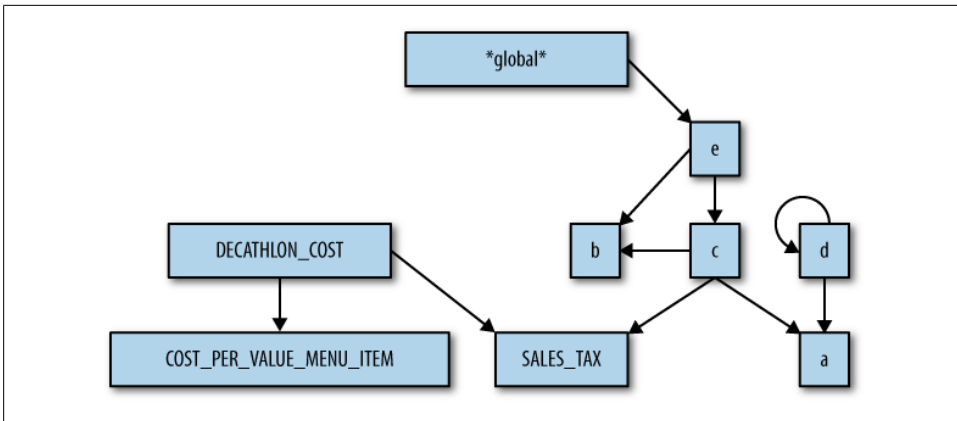 *global*
e
DECATHLON_COST
b
c
d
COST_PER_VALUE_MENU_ITEM
SALES_TAX
a